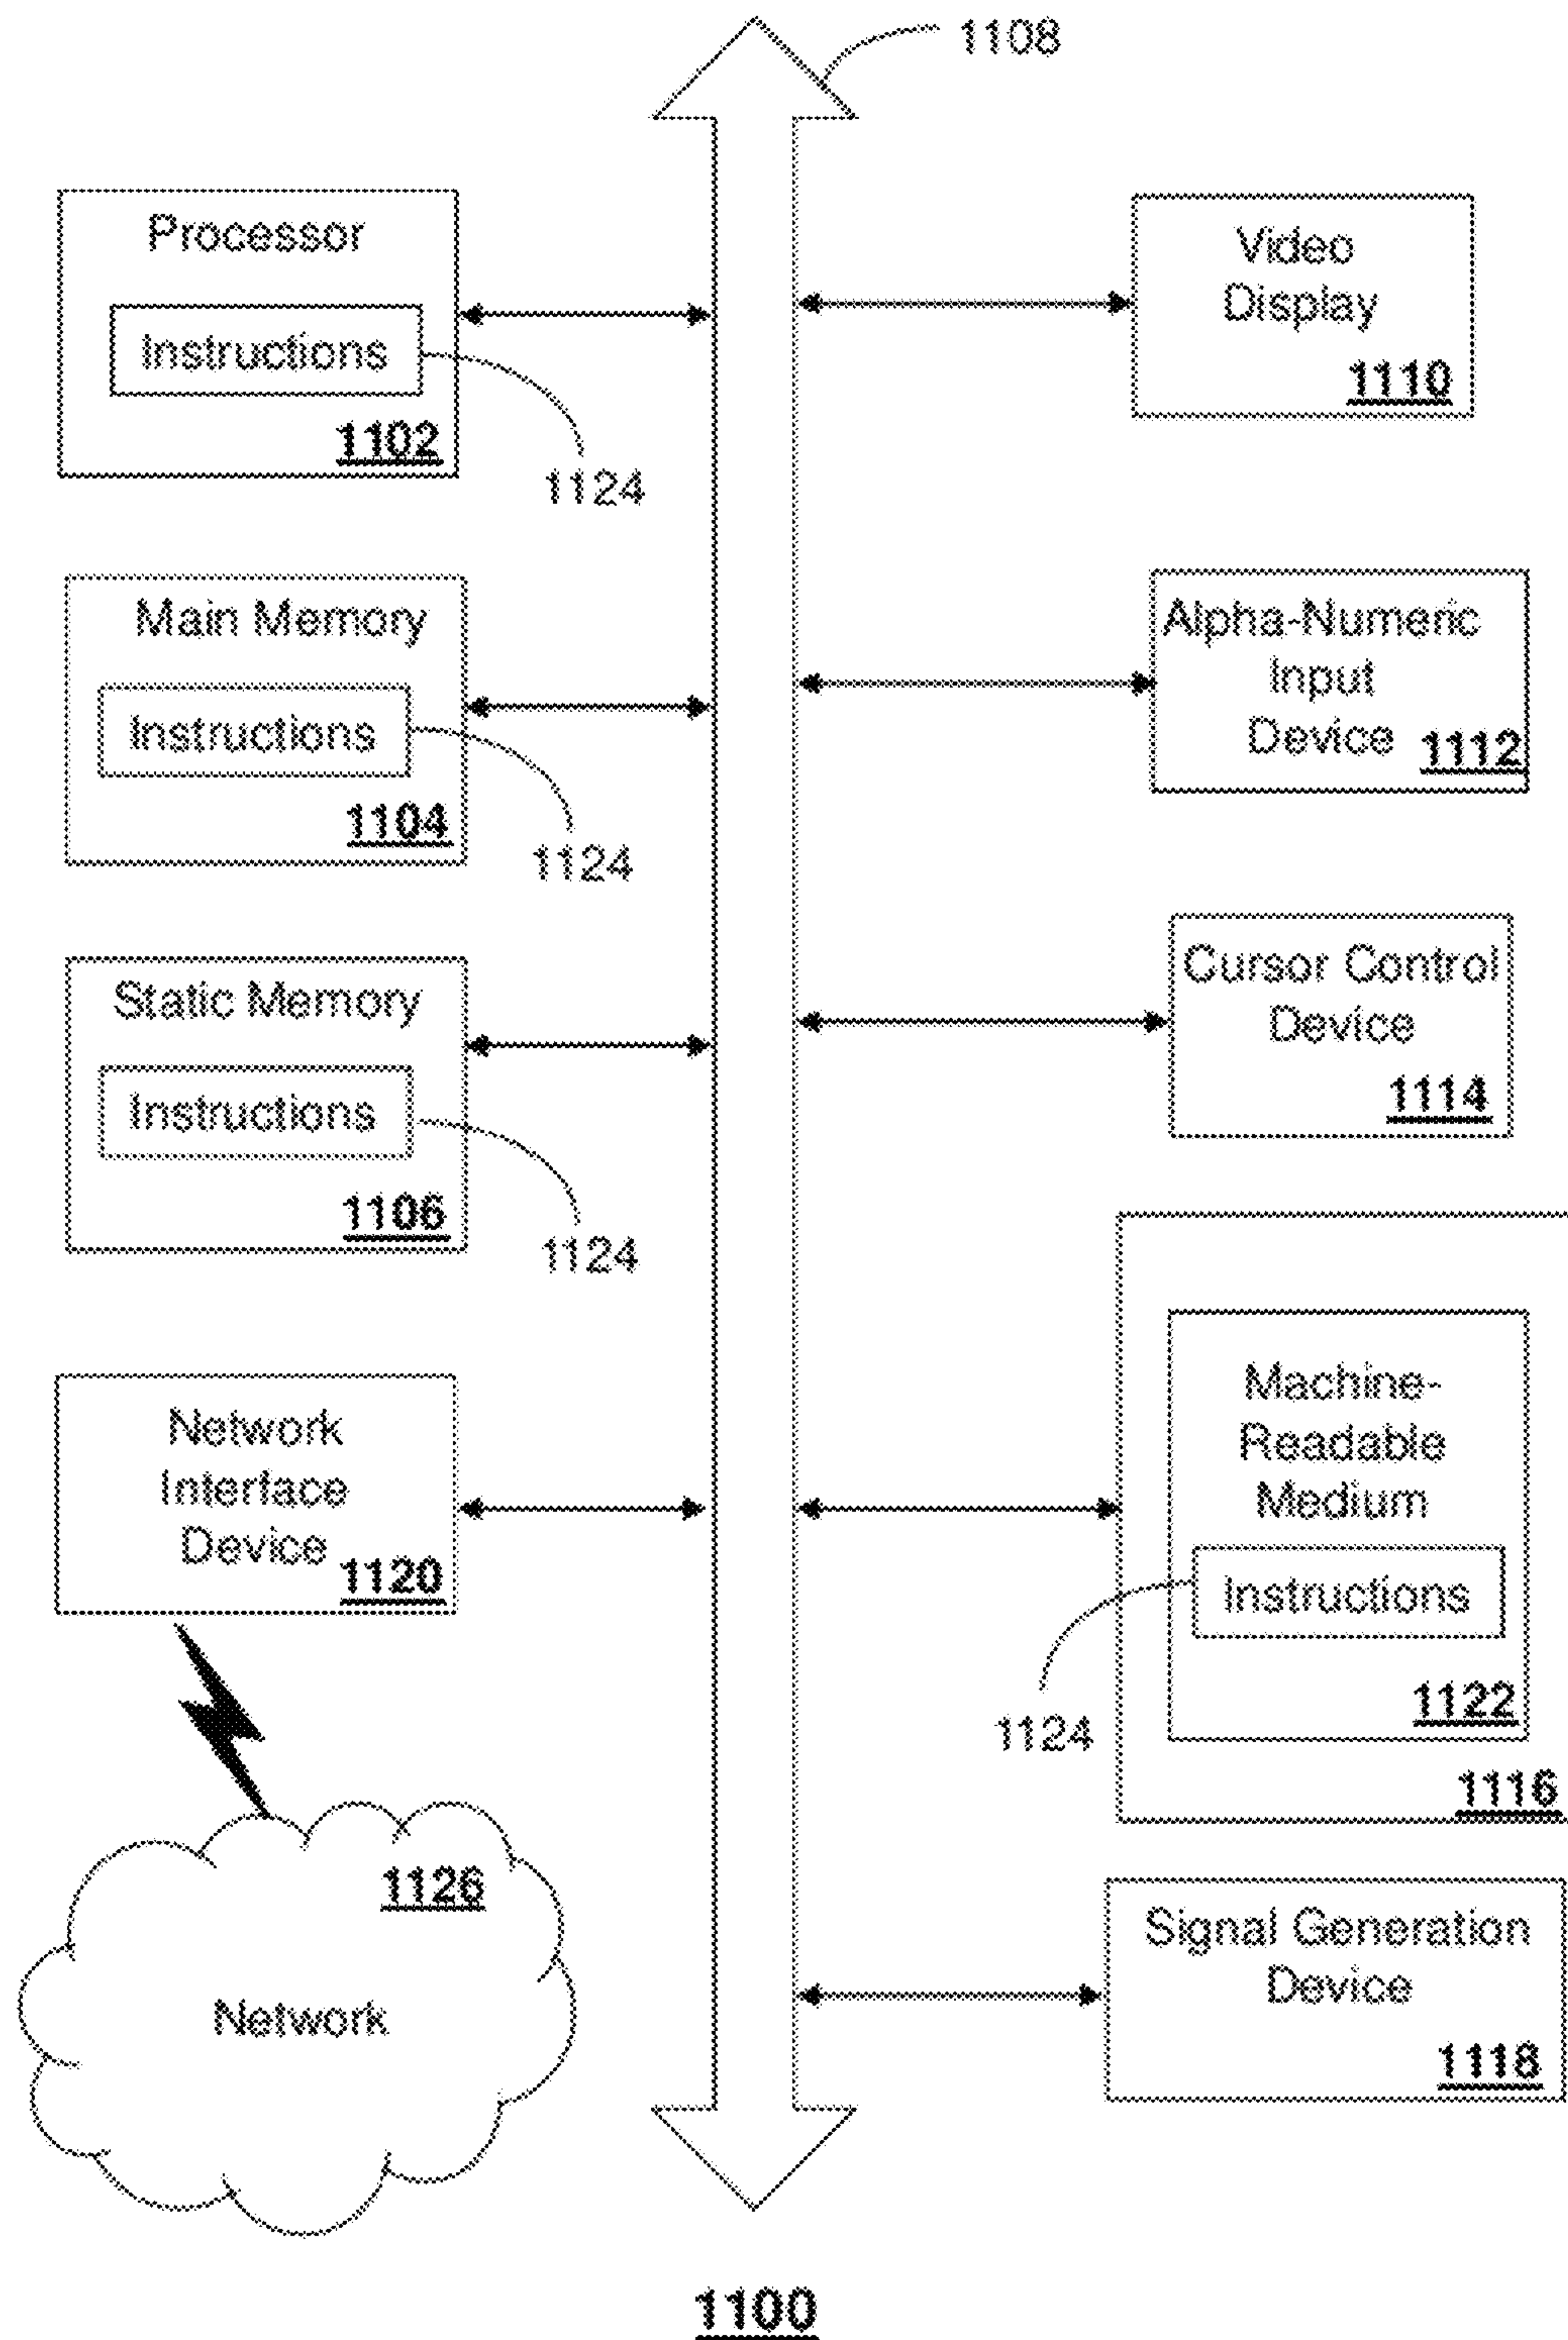 1108
Processor
Instructions
1102
1124
Video
Display
1110
Main Memory
Instructions
1104
1124
Alpha-Numeric
Input
Device
1112
Static Memory
Instructions
1106
1124
Cursor Control
Device
1114
Network
Interface
Device
1120
Machine-
Readable
Medium
Instructions
1122
1124
1116
1126
Network
Signal Generation
Device
1118
1100